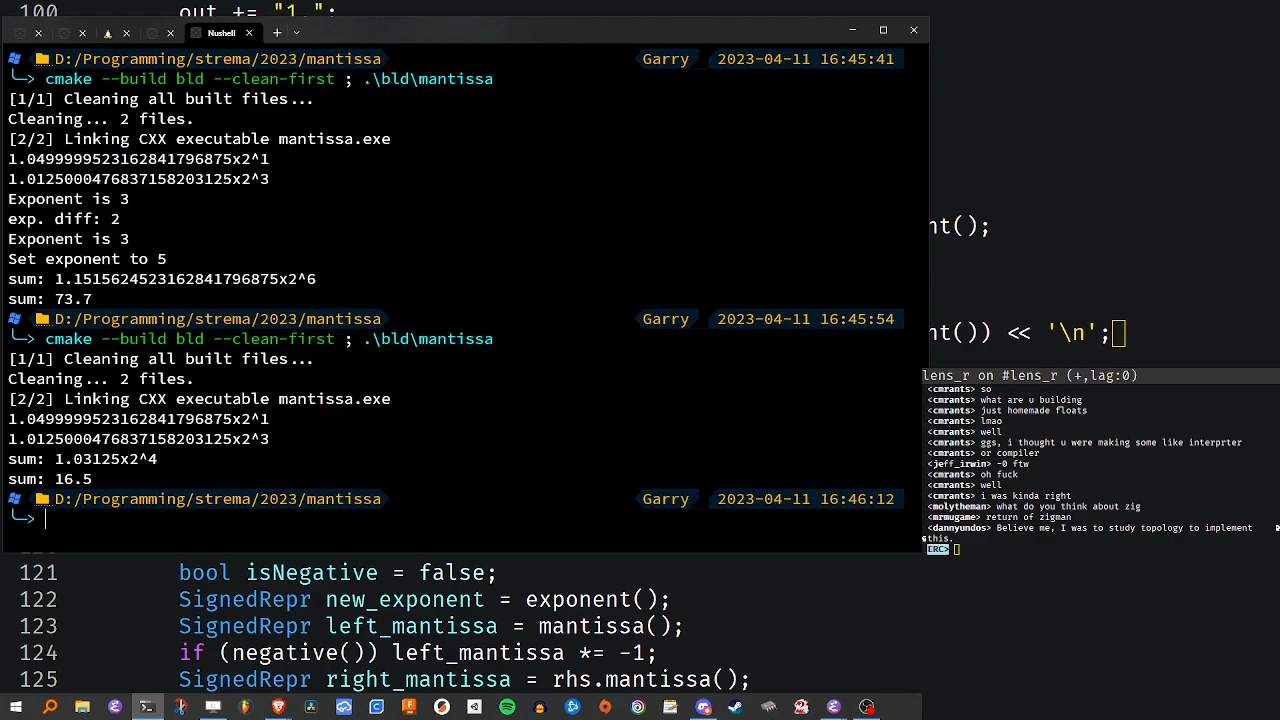 100 out += "1.";
Nushell
D:/Programming/strema/2023/mantissa Garry 2023-04-11 16:45:41
cmake --build bld --clean-first ; .\bld\mantissa
[1/1] Cleaning all built files...
Cleaning... 2 files.
[2/2] Linking CXX executable mantissa.exe
1.0499999523162841796875x2^1
1.0125000476837158203125x2^3
Exponent is 3
exp. diff: 2
Exponent is 3
Set exponent to 5
sum: 1.1515624523162841796875x2^6
sum: 73.7
D:/Programming/strema/2023/mantissa Garry 2023-04-11 16:45:54
cmake --build bld --clean-first ; .\bld\mantissa
[1/1] Cleaning all built files...
Cleaning... 2 files.
[2/2] Linking CXX executable mantissa.exe
1.0499999523162841796875x2^1
1.0125000476837158203125x2^3
sum: 1.03125x2^4
sum: 16.5
D:/Programming/strema/2023/mantissa Garry 2023-04-11 16:46:12
nt();
nt()) << '\n';
lens_r on #lens_r (+,lag:0)
<cmrants> so
<cmrants> what are u building
<cmrants> just homemade floats
<cmrants> lmao
<cmrants> well
<cmrants> ggs, i thought u were making some like interprter
<cmrants> or compiler
<jeff_irwin> -0 ftw
<cmrants> oh fuck
<cmrants> well
<cmrants> i was kinda right
<molytheman> what do you think about zig
<mrmugame> return of zigman
<dannyundos> Believe me, I was to study topology to implement
this.
ERC>
121 bool isNegative = false;
122 SignedRepr new_exponent = exponent();
123 SignedRepr left_mantissa = mantissa();
124 if (negative()) left_mantissa *= -1;
125 SignedRepr right_mantissa = rhs.mantissa();